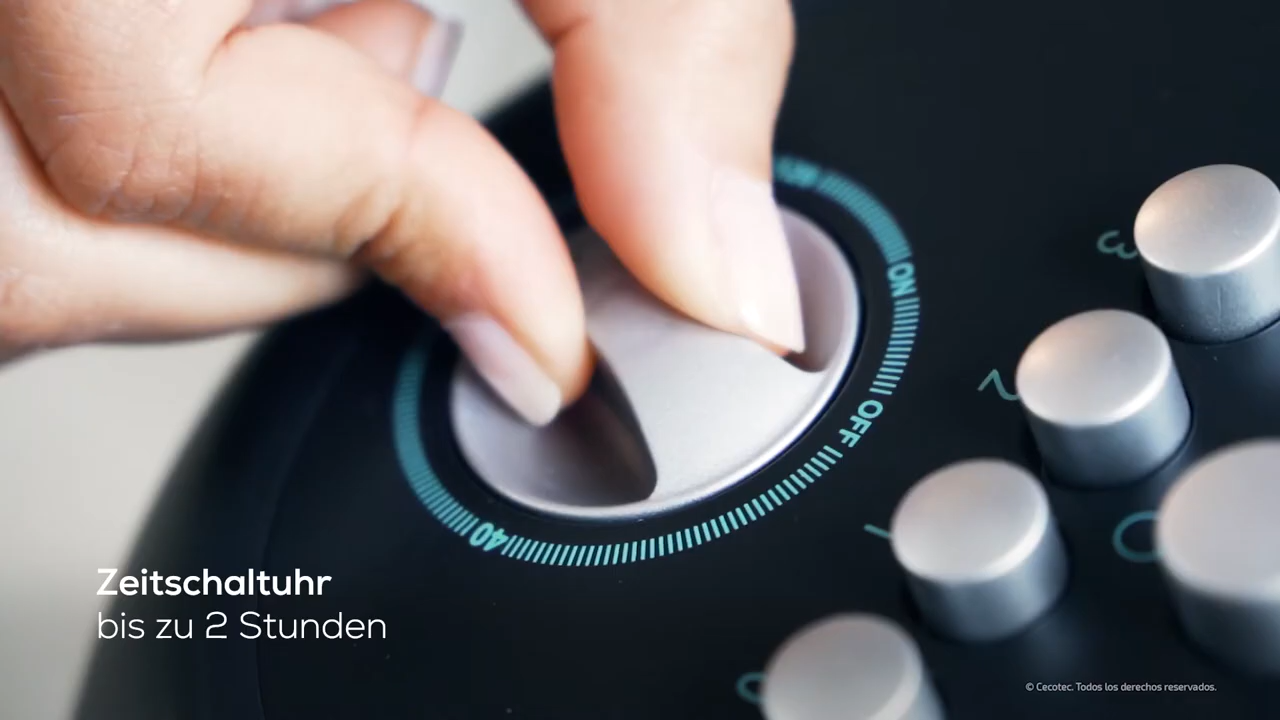 ON
OFF
40
3
2
1
0
Zeitschaltuhr
bis zu 2 Stunden
© Cecotec. Todos los derechos reservados.